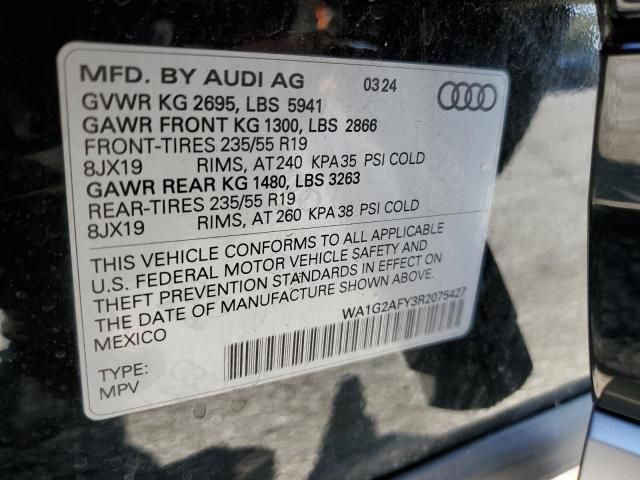 MFD. BY AUDI AG 03 24
GVWR KG 2695, LBS 5941
GAWR FRONT KG 1300, LBS 2866
FRONT-TIRES 235/55 R19
8JX19 RIMS, AT 240 KPA 35 PSI COLD
GAWR REAR KG 1480, LBS 3263
REAR-TIRES 235/55 R19
8JX19 RIMS, AT 260 KPA 38 PSI COLD
THIS VEHICLE CONFORMS TO ALL APPLICABLE
U.S. FEDERAL MOTOR VEHICLE SAFETY AND
THEFT PREVENTION STANDARDS IN EFFECT ON
THE DATE OF MANUFACTURE SHOWN ABOVE.
MEXICO
WA1G2AFY3R2075427
TYPE:
MPV